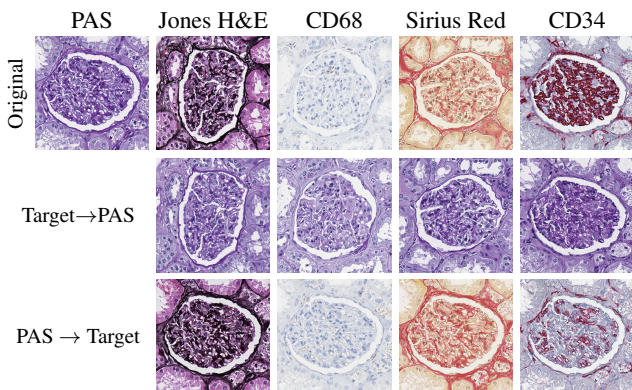 PAS Jones H&E CD68 Sirius Red CD34
Original
Target→PAS
PAS → Target